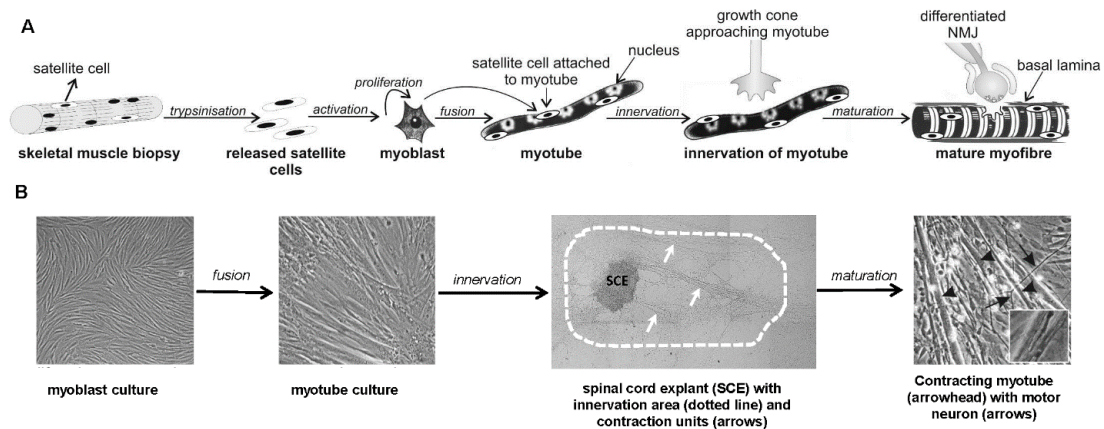 A
satellite cell
skeletal muscle biopsy
trypsinisation
released satellite
cells
activation
proliferation
myoblast
fusion
satellite cell attached
to myotube
nucleus
myotube
innervation
growth cone
approaching myotube
innervation of myotube
maturation
differentiated
NMJ
basal lamina
mature myofibre
B
myoblast culture
fusion
myotube culture
innervation
SCE
spinal cord explant (SCE) with
innervation area (dotted line) and
contraction units (arrows)
maturation
Contracting myotube
(arrowhead) with motor
neuron (arrows)